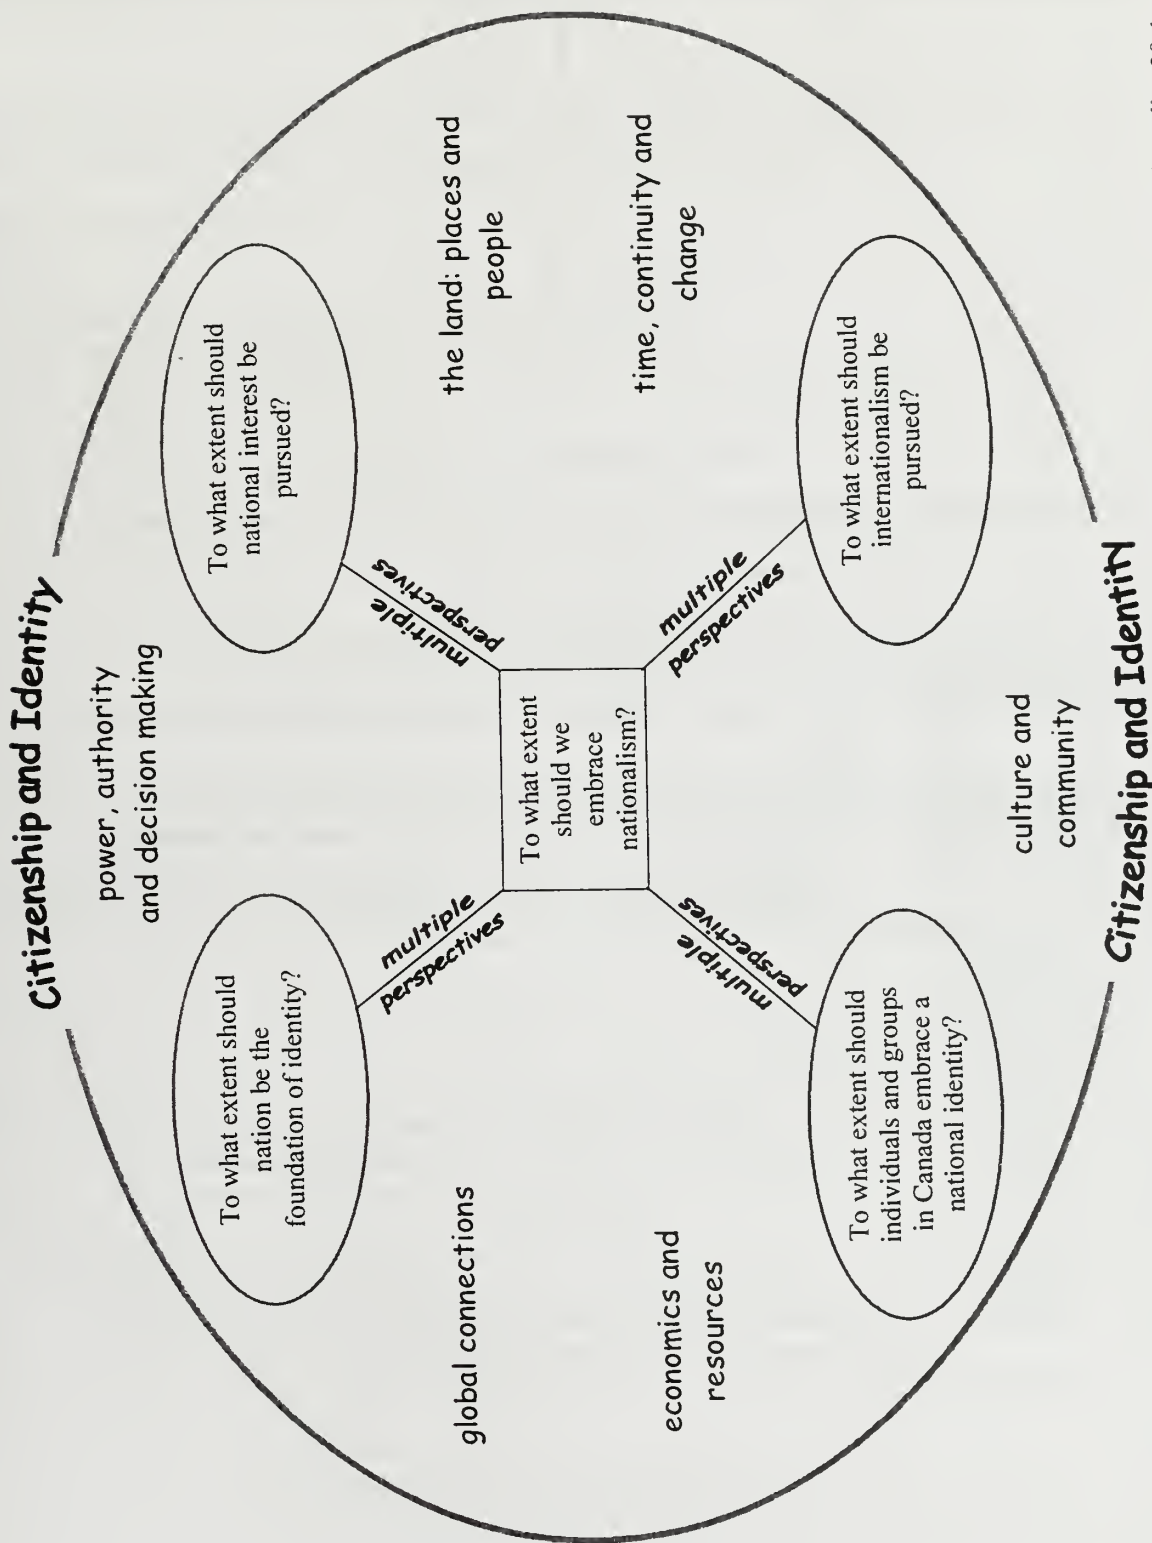 Citizenship and Identity
power, authority
and decision making
To what extent should
nation be the
foundation of identity?
To what extent should
national interest be
pursued?
multiple
perspectives
multiple
perspectives
global connections
the land: places and
people
To what extent
should we
embrace
nationalism?
economics and
resources
time, continuity and
change
multiple
perspectives
multiple
perspectives
To what extent should
individuals and groups
in Canada embrace a
national identity?
To what extent should
internationalism be
pursued?
culture and
community
Citizenship and Identity